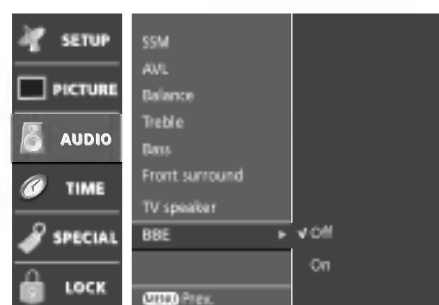 SETUP
PICTURE
AUDIO
TIME
SPECIAL
LOCK
SSM
AVL
Balance
Treble
Bass
Front surround
TV speaker
BBE
Off
On
MENU Prev.